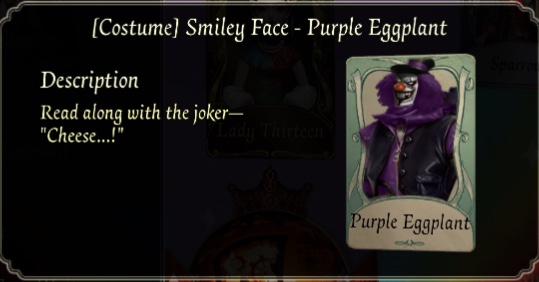 [Costume] Smiley Face - Purple Eggplant
Description
Read along with the joker—
"Cheese...!"
Purple Eggplant
Lady Thirteen